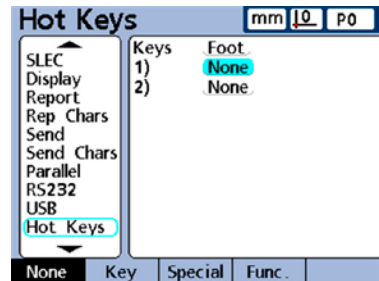 Hot Keys mm P0
SLEC
Display
Report
Rep Chars
Send
Send Chars
Parallel
RS232
USB
Hot Keys
Keys Foot
1) None
2) None
None Key Special Func.